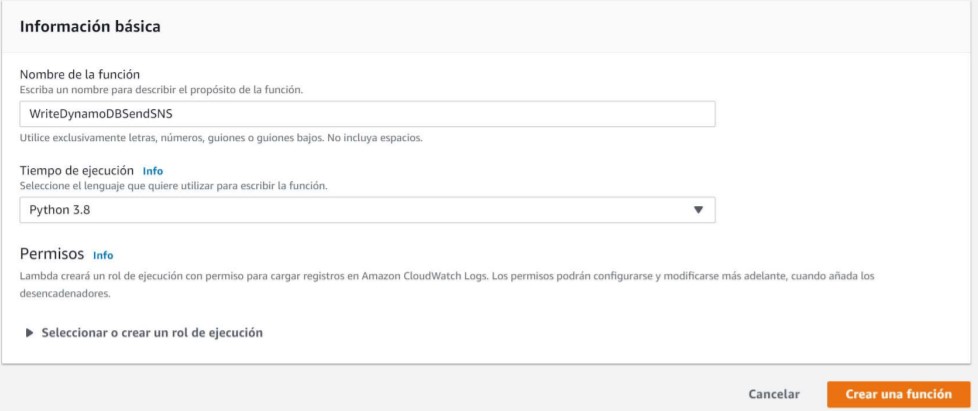 Información básica
Nombre de la función
Escriba un nombre para describir el propósito de la función.
WriteDynamoDBSendSNS
Utilice exclusivamente letras, números, guiones o guiones bajos. No incluya espacios.
Tiempo de ejecución Info
Seleccione el lenguaje que quiere utilizar para escribir la función.
Python 3.8
Permisos Info
Lambda creará un rol de ejecución con permiso para cargar registros en Amazon CloudWatch Logs. Los permisos podrán configurarse y modificarse más adelante, cuando añada los
desencadenadores.
Seleccionar o crear un rol de ejecución
Cancelar Crear una función